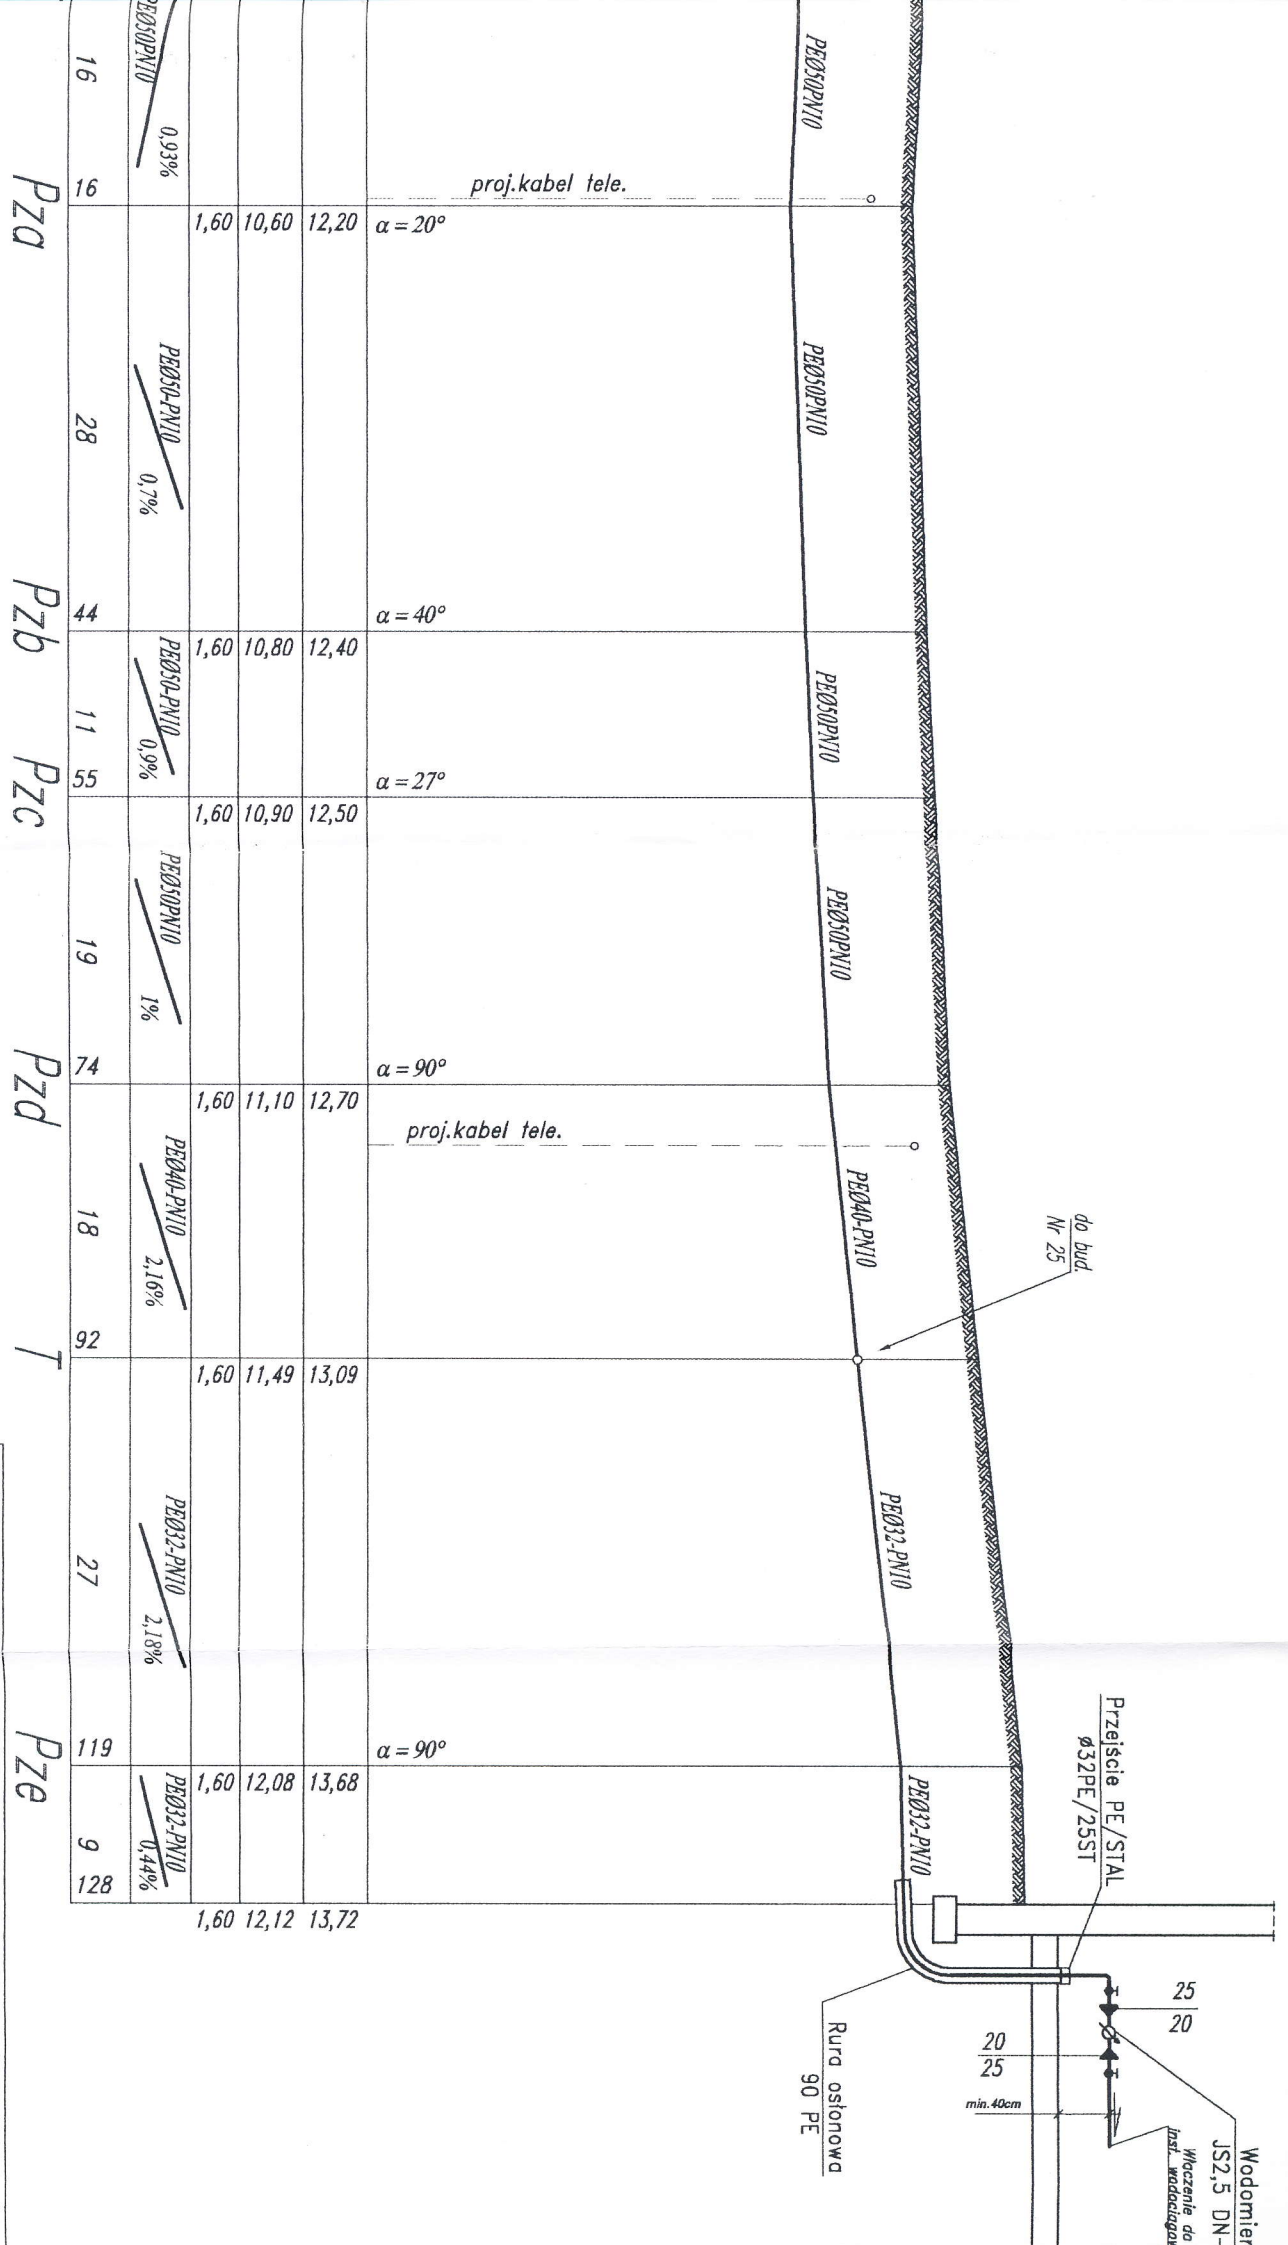 PEØ50PN10
PEØ50PN10
PEØ50PN10
PEØ50PN10
PEØ40-PN10
PEØ32-PN10
PEØ32-PN10
proj.kabel tele.
proj.kabel tele.
do bud.
Nr 25
Przejście PE/STAL
ø32PE/25ST
Rura osłonowa
90 PE
25
20
20
25
min.40cm
Wodomier
JS2,5 DN-
Włączenie do
inst.
α=20°
α=40°
α=27°
α=90°
α=90°
12,20
12,40
12,50
12,70
13,09
13,68
13,72
10,60
10,80
10,90
11,10
11,49
12,08
12,12
1,60
1,60
1,60
1,60
1,60
1,60
1,60
PEØ50PN10
0,93%
PEØ50-PN10
0,7%
PEØ50-PN10
0,9%
PEØ50PN10
1%
PEØ40-PN10
2,16%
PEØ32-PN10
2,18%
PEØ32-PN10
0,44%
16
16
28
44
11
55
19
74
18
92
27
119
9
128
Pza
Pzb
Pzc
Pzd
T
Pze